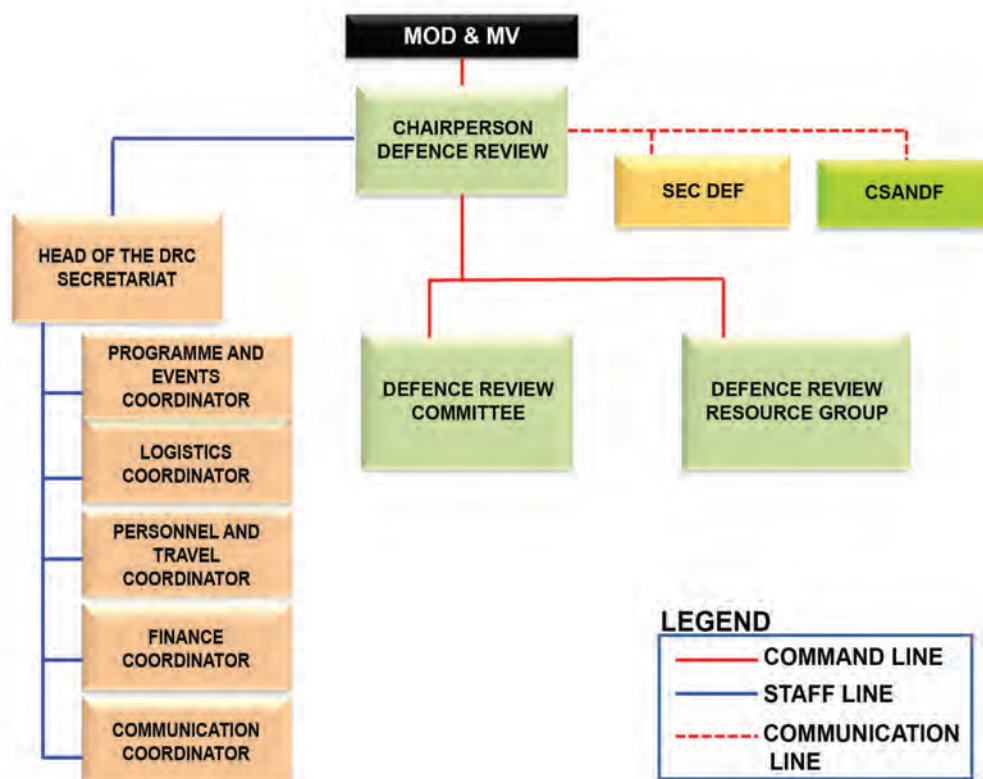 MOD & MV
CHAIRPERSON
DEFENCE REVIEW
SEC DEF
CSANDF
HEAD OF THE DRC
SECRETARIAT
PROGRAMME AND
EVENTS
COORDINATOR
LOGISTICS
COORDINATOR
PERSONNEL AND
TRAVEL
COORDINATOR
FINANCE
COORDINATOR
COMMUNICATION
COORDINATOR
DEFENCE REVIEW
COMMITTEE
DEFENCE REVIEW
RESOURCE GROUP
LEGEND
COMMAND LINE
STAFF LINE
COMMUNICATION
LINE